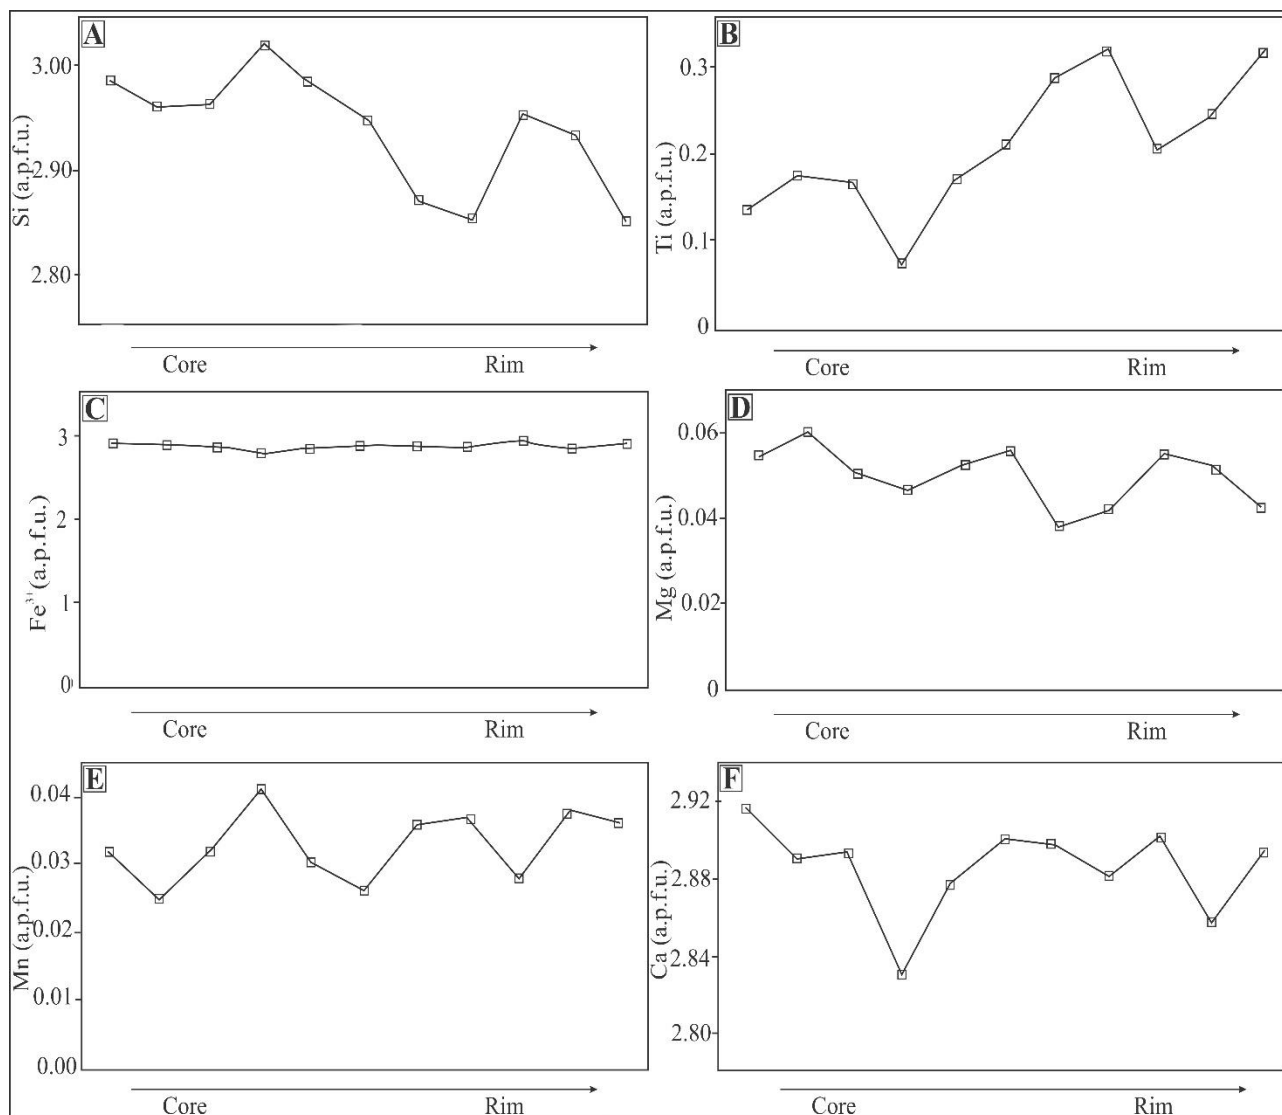 A
3.00
2.90
2.80
Si (a.p.f.u.)
Core
Rim
B
0.3
0.2
0.1
0
Ti (a.p.f.u.)
Core
Rim
C
3
2
1
0
Fe³⁺ (a.p.f.u.)
Core
Rim
D
0.06
0.04
0.02
0
Mg (a.p.f.u.)
Core
Rim
E
0.04
0.03
0.02
0.01
0.00
Mn (a.p.f.u.)
Core
Rim
F
2.92
2.88
2.84
2.80
Ca (a.p.f.u.)
Core
Rim